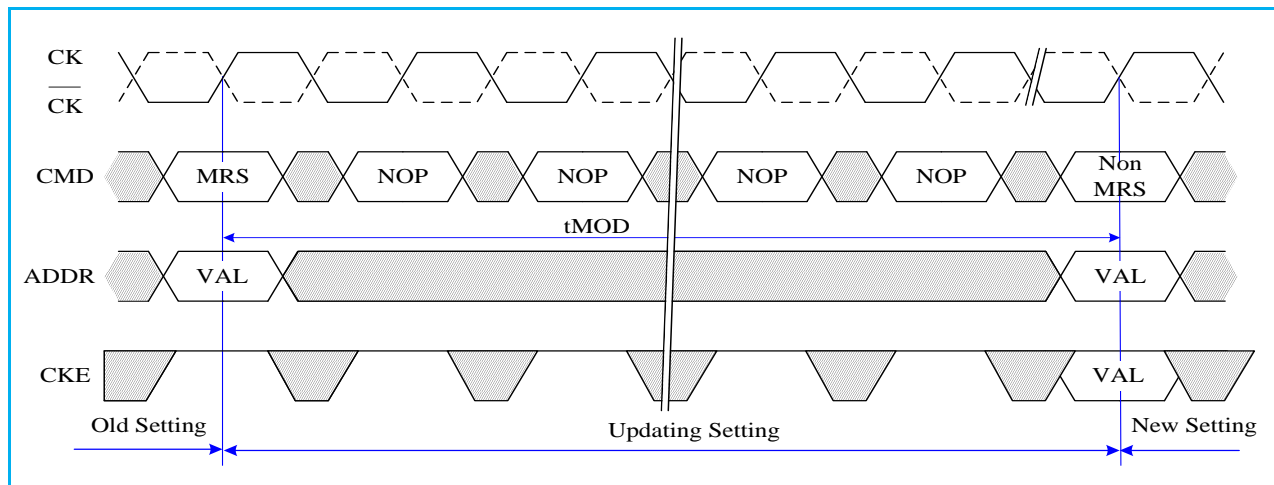 CK
CK
CMD MRS NOP NOP NOP NOP Non
MRS
tMOD
ADDR VAL VAL
CKE VAL
Old Setting Updating Setting New Setting